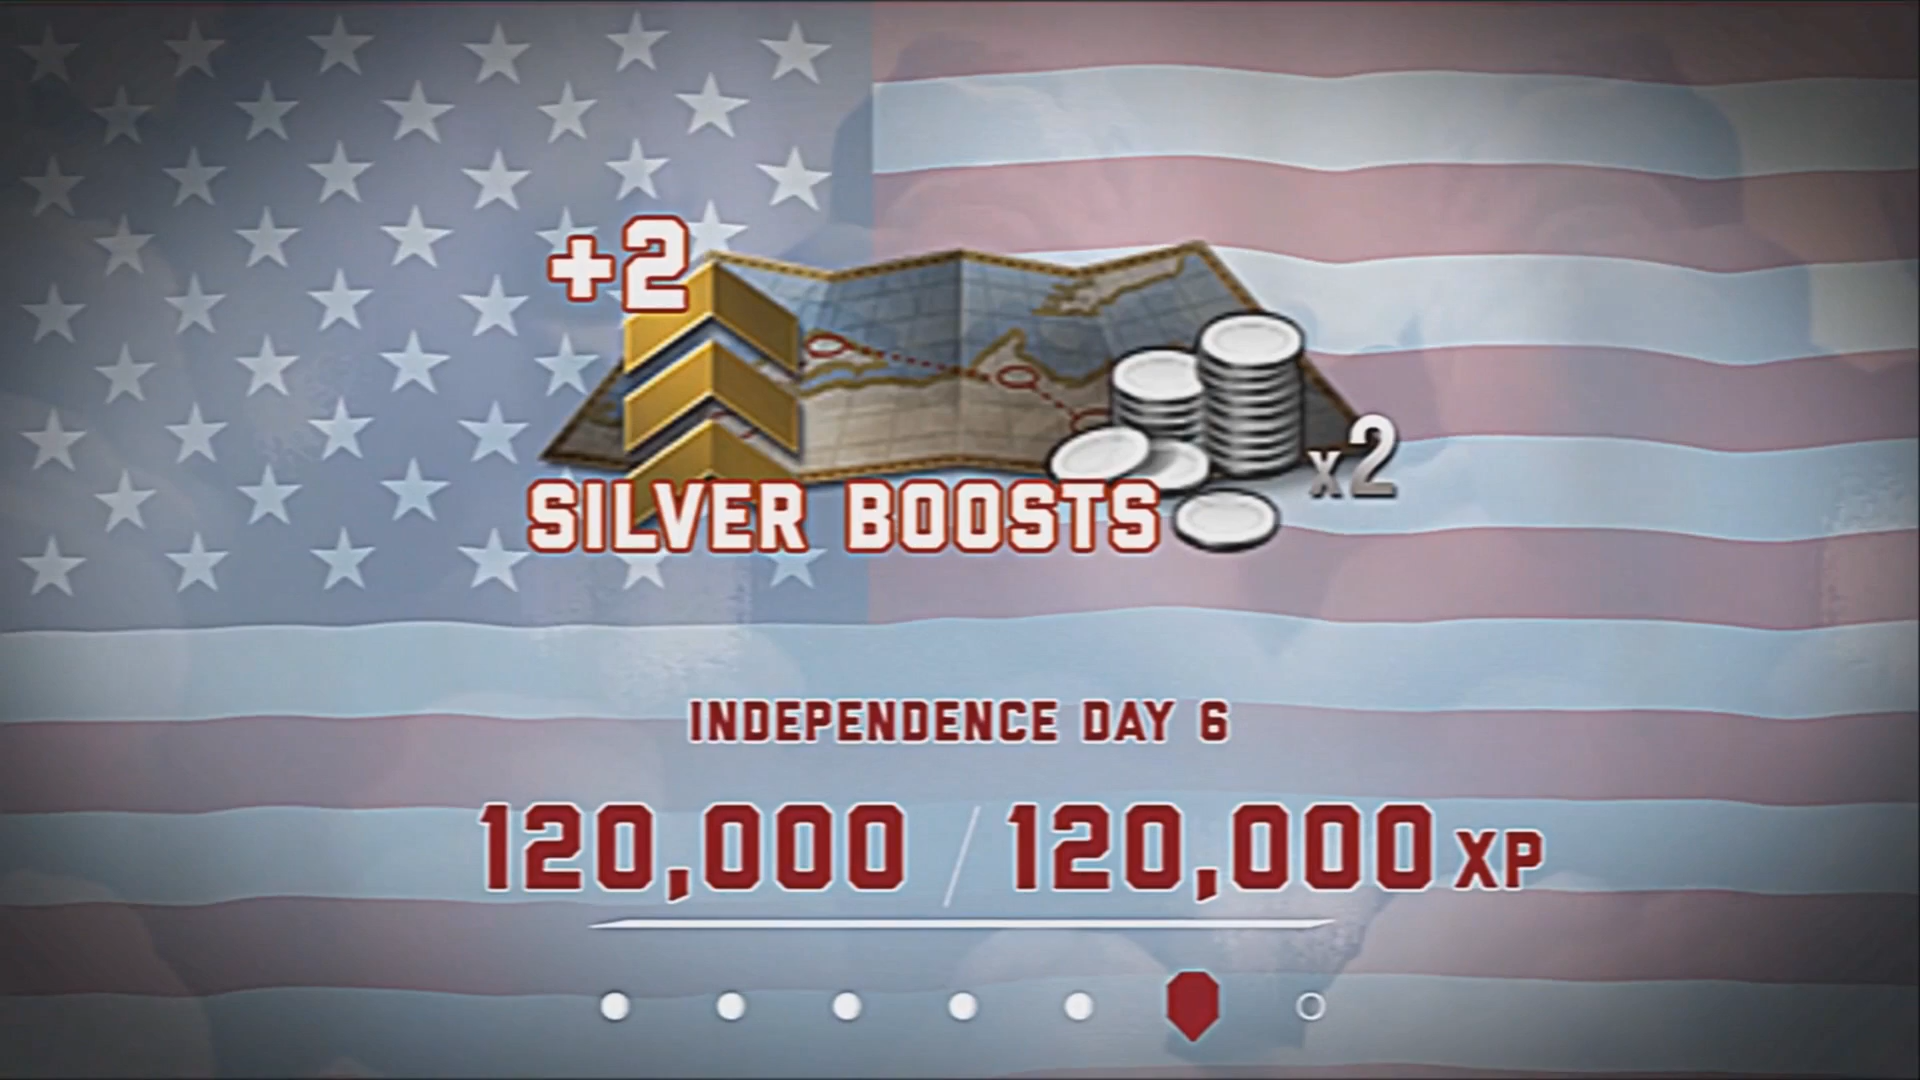 +2
x2
SILVER BOOSTS
INDEPENDENCE DAY 6
120,000 / 120,000 XP